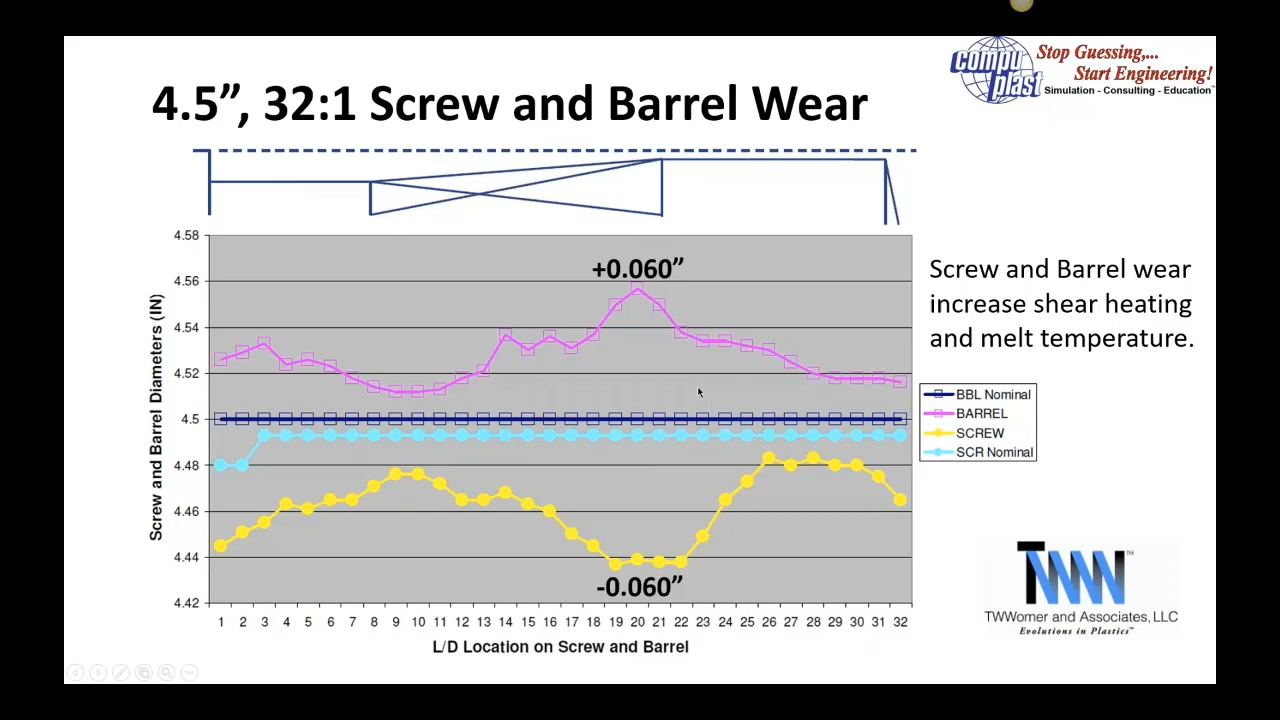 compu
plast
Stop Guessing,...
Start Engineering!
Simulation - Consulting - Education™
4.5”, 32:1 Screw and Barrel Wear
4.58
4.56
4.54
4.52
4.5
4.48
4.46
4.44
4.42
Screw and Barrel Diameters (IN)
+0.060”
-0.060”
1 2 3 4 5 6 7 8 9 10 11 12 13 14 15 16 17 18 19 20 21 22 23 24 25 26 27 28 29 30 31 32
L/D Location on Screw and Barrel
Screw and Barrel wear
increase shear heating
and melt temperature.
BBL Nominal
BARREL
SCREW
SCR Nominal
TWW™
TWWomer and Associates, LLC
Evolutions in Plastics™